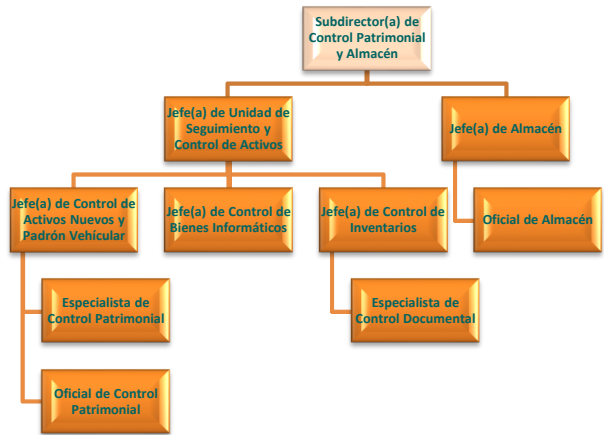 Subdirector(a) de
Control Patrimonial
y Almacén
Jefe(a) de Unidad de
Seguimiento y
Control de Activos
Jefe(a) de Almacén
Jefe(a) de Control de
Activos Nuevos y
Padrón Vehícular
Jefe(a) de Control de
Bienes Informáticos
Jefe(a) de Control de
Inventarios
Oficial de Almacén
Especialista de
Control Patrimonial
Especialista de
Control Documental
Oficial de Control
Patrimonial